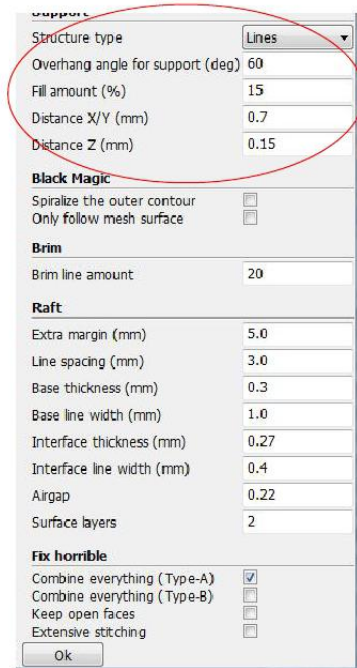 Support
Structure type Lines
Overhang angle for support (deg) 60
Fill amount (%) 15
Distance X/Y (mm) 0.7
Distance Z (mm) 0.15
Black Magic
Spiralize the outer contour
Only follow mesh surface
Brim
Brim line amount 20
Raft
Extra margin (mm) 5.0
Line spacing (mm) 3.0
Base thickness (mm) 0.3
Base line width (mm) 1.0
Interface thickness (mm) 0.27
Interface line width (mm) 0.4
Airgap 0.22
Surface layers 2
Fix horrible
Combine everything (Type-A)
Combine everything (Type-B)
Keep open faces
Extensive stitching
Ok